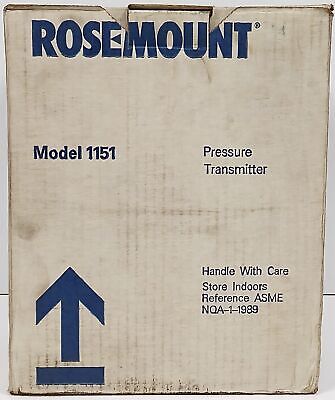 ROSEMOUNT®
Model 1151
Pressure
Transmitter
Handle With Care
Store Indoors
Reference ASME
NQA-1-1989